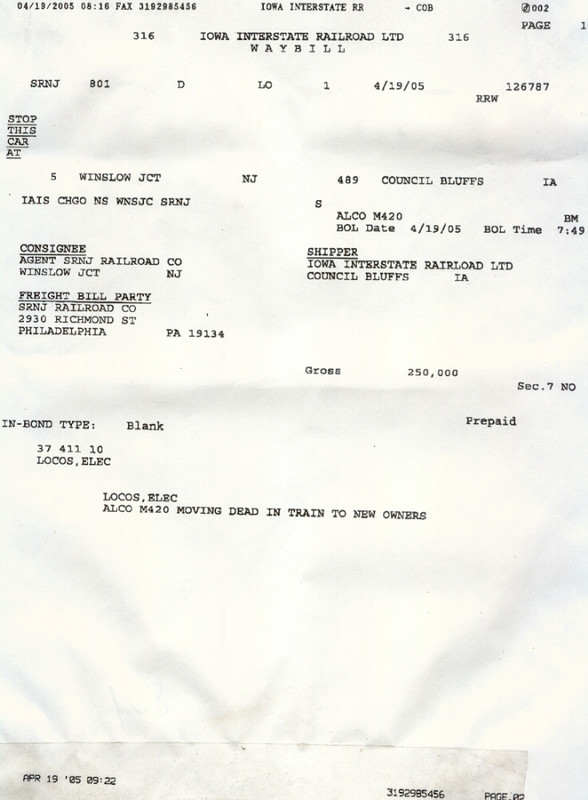 04/19/2005 08:16 FAX 3192985456 IOWA INTERSTATE RR → COB 002
PAGE 1
316 IOWA INTERSTATE RAILROAD LTD 316
W A Y B I L L
SRNJ 801 D LO 1 4/19/05 126787
RRW
STOP
THIS
CAR
AT
5 WINSLOW JCT NJ 489 COUNCIL BLUFFS IA
IAIS CHGO NS WNSJC SRNJ S
ALCO M420 BM
BOL Date 4/19/05 BOL Time 7:49
CONSIGNEE
AGENT SRNJ RAILROAD CO
WINSLOW JCT NJ
SHIPPER
IOWA INTERSTATE RAIRLOAD LTD
COUNCIL BLUFFS IA
FREIGHT BILL PARTY
SRNJ RAILROAD CO
2930 RICHMOND ST
PHILADELPHIA PA 19134
Gross 250,000
Sec.7 NO
IN-BOND TYPE: Blank Prepaid
37 411 10
LOCOS,ELEC
LOCOS,ELEC
ALCO M420 MOVING DEAD IN TRAIN TO NEW OWNERS
APR 19 '05 09:22
3192985456 PAGE.02